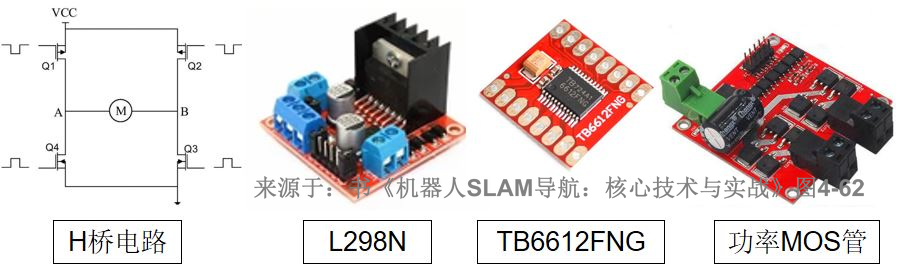 VCC
Q1
Q2
A
M
B
Q4
Q3
TB6612FNG
来源于:书《机器人SLAM导航:核心技术与实战》图4-62
H桥电路
L298N
TB6612FNG
功率MOS管